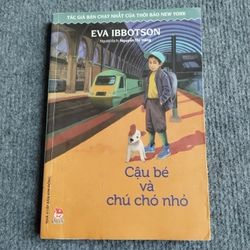 TÁC GIẢ BÁN CHẠY NHẤT CỦA THỜI BÁO NEW YORK
EVA IBBOTSON
Cậu bé
và
chú chó nhỏ